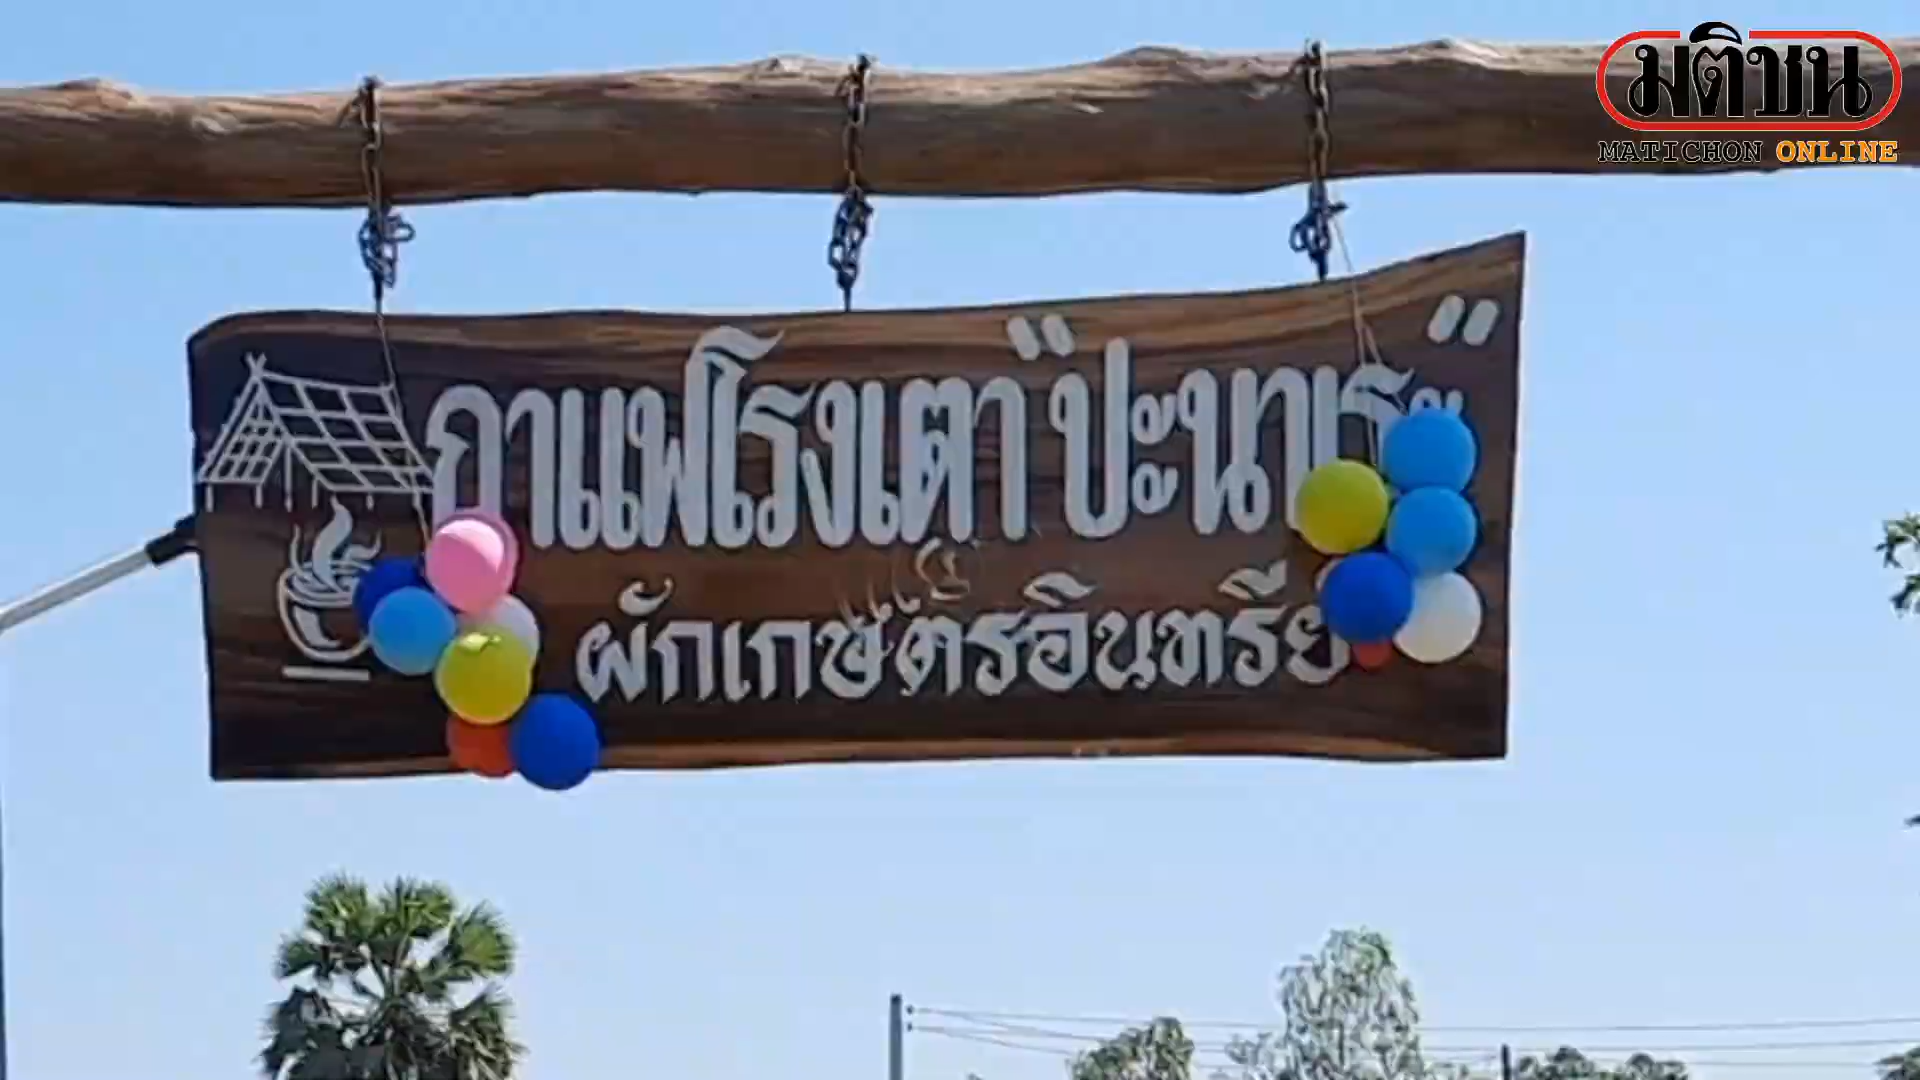 มติชน
MATICHON ONLINE
กาแฟโรงเตา "ปะนาระ"
ผักเกษตรอินทรีย